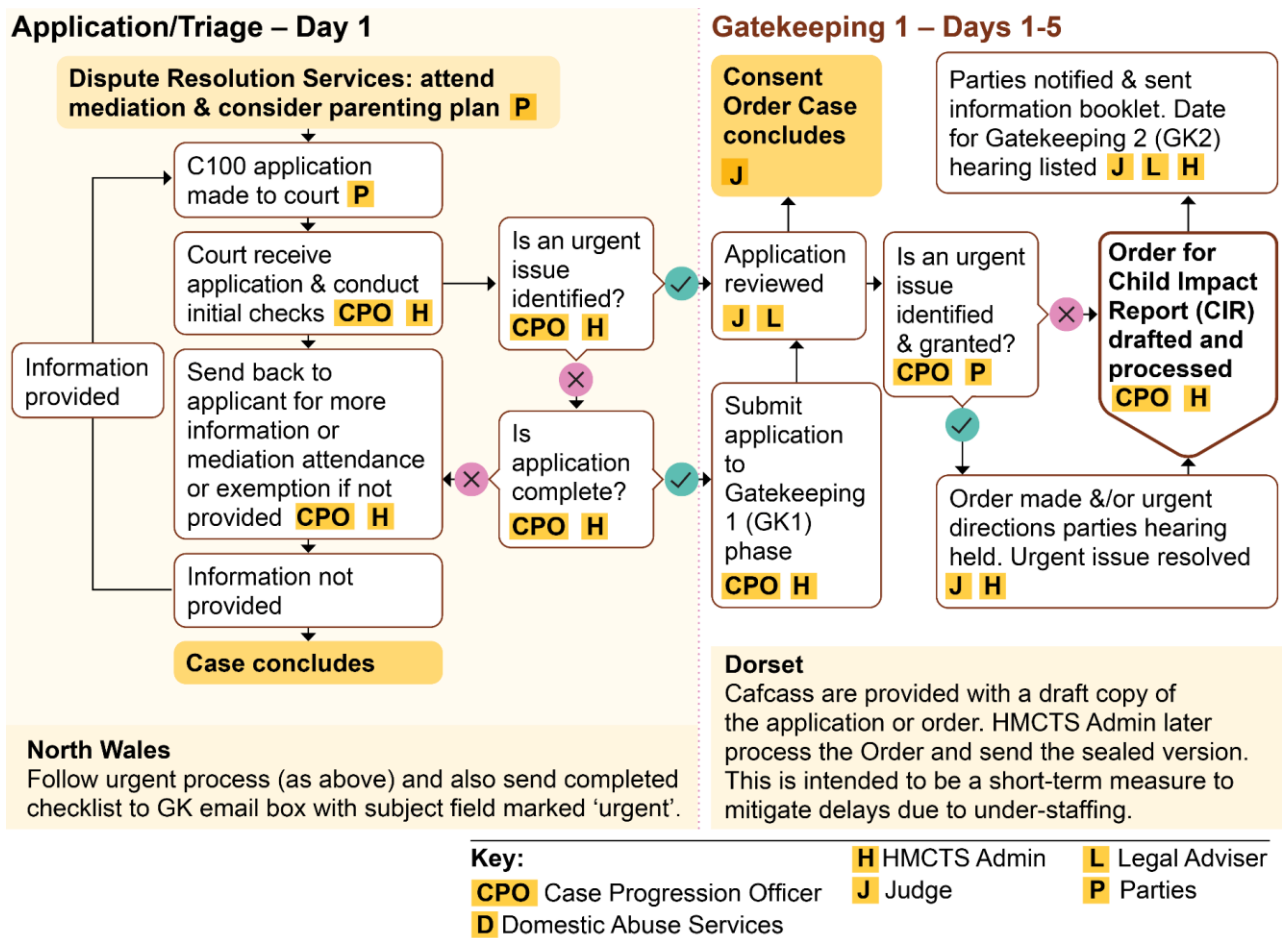 Application/Triage – Day 1
Dispute Resolution Services: attend
mediation & consider parenting plan P
C100 application
made to court P
Court receive
application & conduct
initial checks CPO H
Is an urgent
issue
identified?
CPO H
Information
provided
Send back to
applicant for more
information or
mediation attendance
or exemption if not
provided CPO H
Is
application
complete?
CPO H
Information not
provided
Case concludes
North Wales
Follow urgent process (as above) and also send completed
checklist to GK email box with subject field marked ‘urgent’.
Gatekeeping 1 – Days 1-5
Consent
Order Case
concludes
J
Parties notified & sent
information booklet. Date
for Gatekeeping 2 (GK2)
hearing listed J L H
Application
reviewed
J L
Is an urgent
issue
identified
& granted?
CPO P
Order for
Child Impact
Report (CIR)
drafted and
processed
CPO H
Submit
application
to
Gatekeeping
1 (GK1)
phase
CPO H
Order made &/or urgent
directions parties hearing
held. Urgent issue resolved
J H
Dorset
Cafcass are provided with a draft copy of
the application or order. HMCTS Admin later
process the Order and send the sealed version.
This is intended to be a short-term measure to
mitigate delays due to under-staffing.
Key:
CPO Case Progression Officer
D Domestic Abuse Services
H HMCTS Admin
J Judge
L Legal Adviser
P Parties